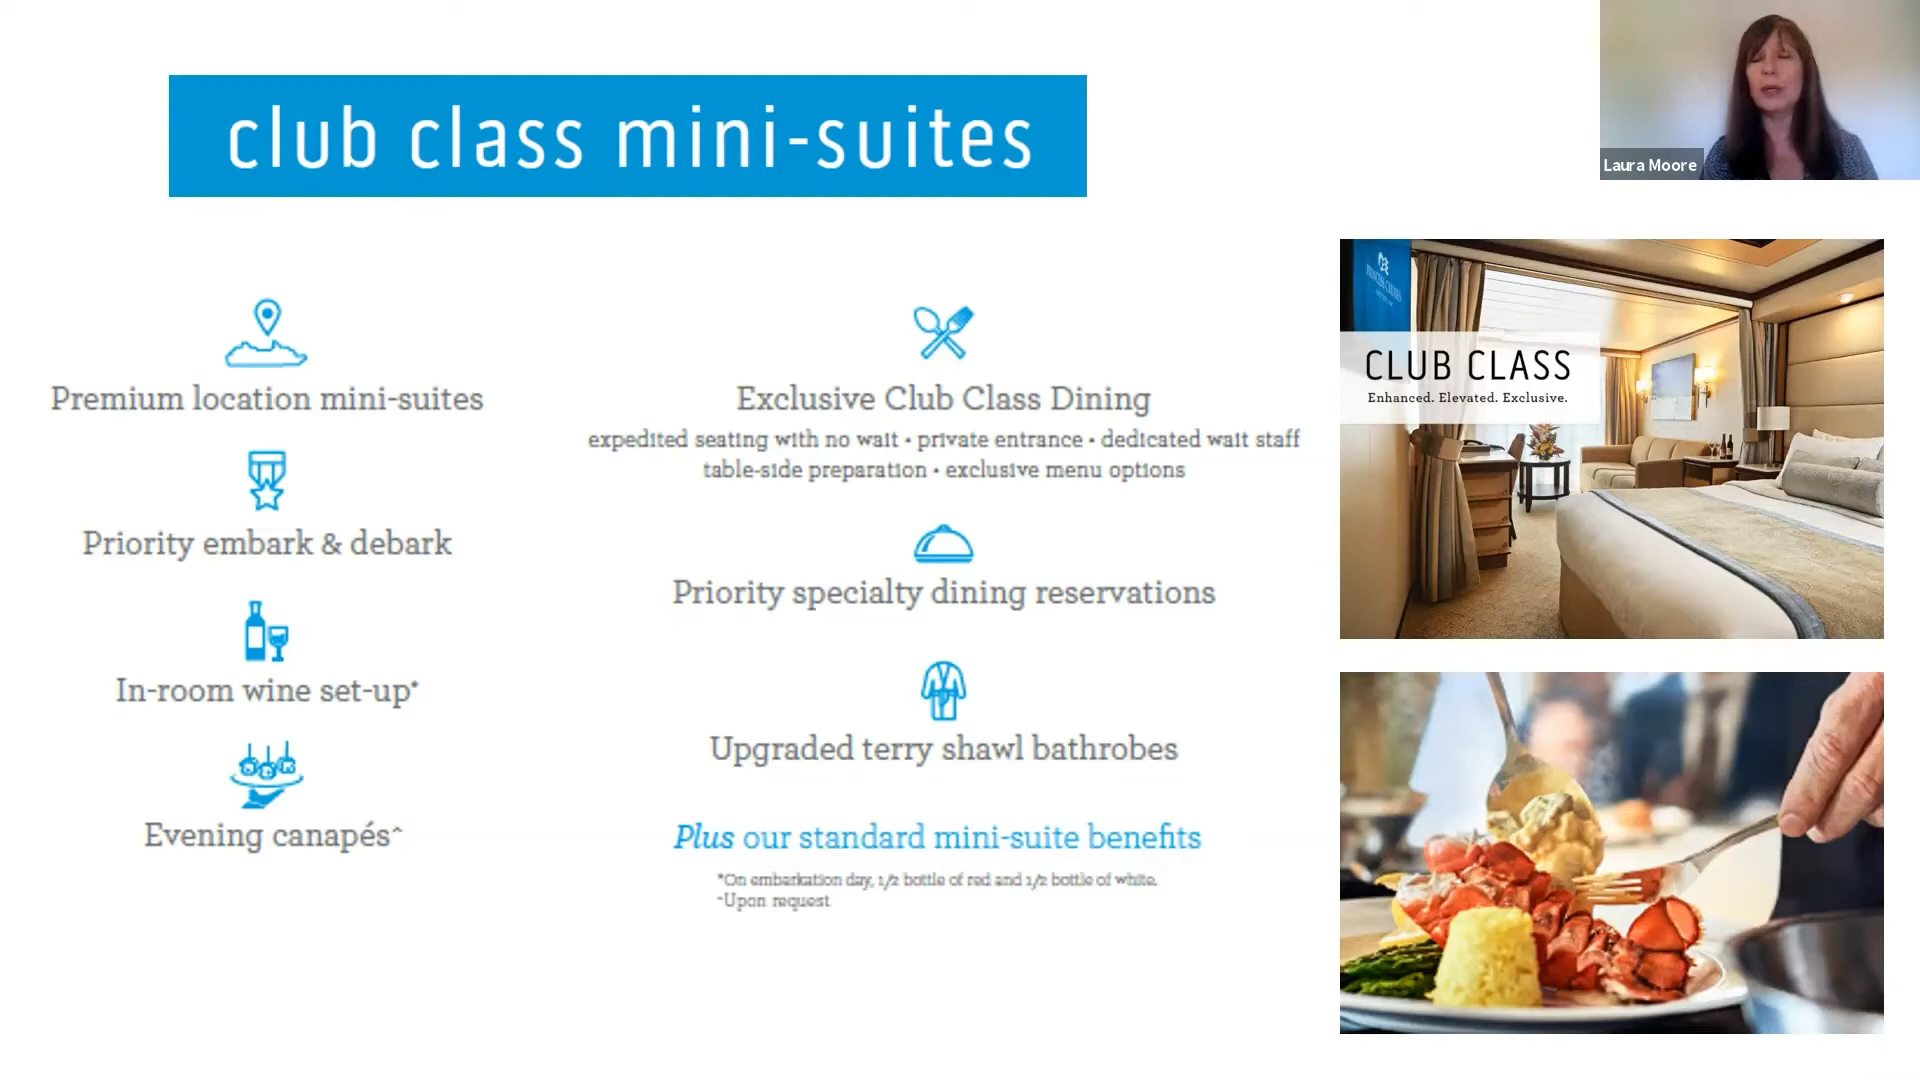 club class mini-suites
Laura Moore
Premium location mini-suites
Priority embark & debark
In-room wine set-up*
Evening canapés^
Exclusive Club Class Dining
expedited seating with no wait • private entrance • dedicated wait staff
table-side preparation • exclusive menu options
Priority specialty dining reservations
Upgraded terry shawl bathrobes
Plus our standard mini-suite benefits
*On embarkation day, 1/2 bottle of red and 1/2 bottle of white.
^Upon request
PRINCESS CRUISES
CLUB CLASS
Enhanced. Elevated. Exclusive.